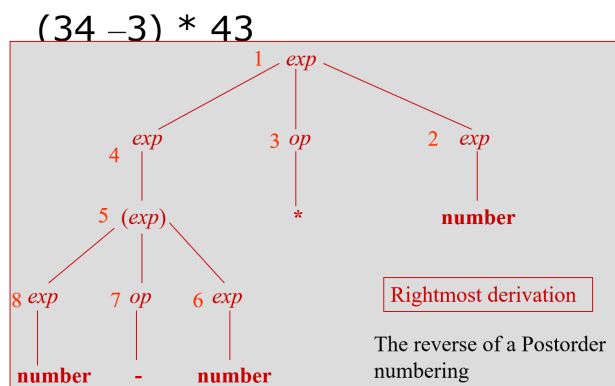 (34 –3) * 43
1 exp
4 exp 3 op 2 exp
5 (exp) * number
8 exp 7 op 6 exp
number - number
Rightmost derivation
The reverse of a Postorder
numbering